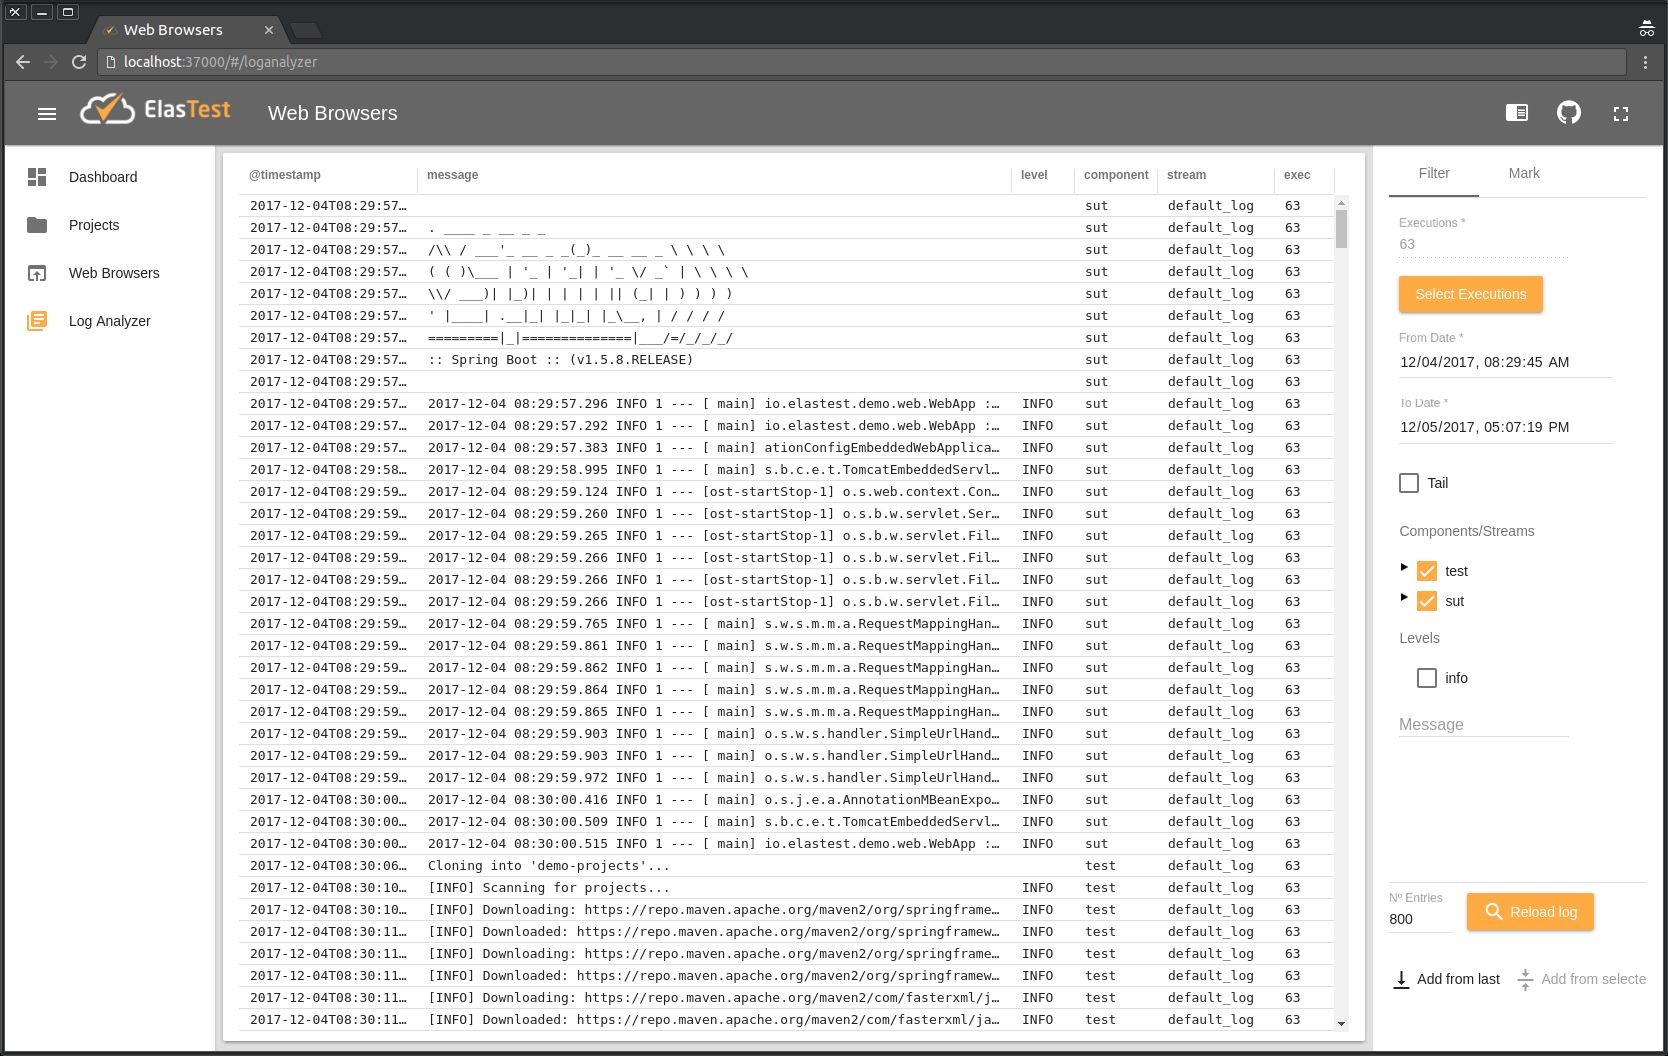 Web Browsers
localhost:37000/#/loganalyzer
ElasTest
Web Browsers
Dashboard
Projects
Web Browsers
Log Analyzer
@timestamp message level component stream exec
2017-12-04T08:29:57… sut default_log 63
2017-12-04T08:29:57… . ____ _ __ _ _ sut default_log 63
2017-12-04T08:29:57… /\\ / ___'_ __ _ _(_)_ __ __ _ \ \ \ \ sut default_log 63
2017-12-04T08:29:57… ( ( )\___ | '_ | '_| | '_ \/ _` | \ \ \ \ sut default_log 63
2017-12-04T08:29:57… \\/ ___)| |_)| | | | | || (_| | ) ) ) ) sut default_log 63
2017-12-04T08:29:57… ' |____| .__|_| |_|_| |_\__, | / / / / sut default_log 63
2017-12-04T08:29:57… =========|_|==============|___/=/_/_/_/ sut default_log 63
2017-12-04T08:29:57… :: Spring Boot :: (v1.5.8.RELEASE) sut default_log 63
2017-12-04T08:29:57… sut default_log 63
2017-12-04T08:29:57… 2017-12-04 08:29:57.296 INFO 1 --- [ main] io.elastest.demo.web.WebApp :… INFO sut default_log 63
2017-12-04T08:29:57… 2017-12-04 08:29:57.292 INFO 1 --- [ main] io.elastest.demo.web.WebApp :… INFO sut default_log 63
2017-12-04T08:29:57… 2017-12-04 08:29:57.383 INFO 1 --- [ main] ationConfigEmbeddedWebApplica… INFO sut default_log 63
2017-12-04T08:29:58… 2017-12-04 08:29:58.995 INFO 1 --- [ main] s.b.c.e.t.TomcatEmbeddedServl… INFO sut default_log 63
2017-12-04T08:29:59… 2017-12-04 08:29:59.124 INFO 1 --- [ost-startStop-1] o.s.web.context.Con… INFO sut default_log 63
2017-12-04T08:29:59… 2017-12-04 08:29:59.260 INFO 1 --- [ost-startStop-1] o.s.b.w.servlet.Ser… INFO sut default_log 63
2017-12-04T08:29:59… 2017-12-04 08:29:59.265 INFO 1 --- [ost-startStop-1] o.s.b.w.servlet.Fil… INFO sut default_log 63
2017-12-04T08:29:59… 2017-12-04 08:29:59.266 INFO 1 --- [ost-startStop-1] o.s.b.w.servlet.Fil… INFO sut default_log 63
2017-12-04T08:29:59… 2017-12-04 08:29:59.266 INFO 1 --- [ost-startStop-1] o.s.b.w.servlet.Fil… INFO sut default_log 63
2017-12-04T08:29:59… 2017-12-04 08:29:59.266 INFO 1 --- [ost-startStop-1] o.s.b.w.servlet.Fil… INFO sut default_log 63
2017-12-04T08:29:59… 2017-12-04 08:29:59.765 INFO 1 --- [ main] s.w.s.m.m.a.RequestMappingHan… INFO sut default_log 63
2017-12-04T08:29:59… 2017-12-04 08:29:59.861 INFO 1 --- [ main] s.w.s.m.m.a.RequestMappingHan… INFO sut default_log 63
2017-12-04T08:29:59… 2017-12-04 08:29:59.862 INFO 1 --- [ main] s.w.s.m.m.a.RequestMappingHan… INFO sut default_log 63
2017-12-04T08:29:59… 2017-12-04 08:29:59.864 INFO 1 --- [ main] s.w.s.m.m.a.RequestMappingHan… INFO sut default_log 63
2017-12-04T08:29:59… 2017-12-04 08:29:59.865 INFO 1 --- [ main] s.w.s.m.m.a.RequestMappingHan… INFO sut default_log 63
2017-12-04T08:29:59… 2017-12-04 08:29:59.903 INFO 1 --- [ main] o.s.w.s.handler.SimpleUrlHand… INFO sut default_log 63
2017-12-04T08:29:59… 2017-12-04 08:29:59.903 INFO 1 --- [ main] o.s.w.s.handler.SimpleUrlHand… INFO sut default_log 63
2017-12-04T08:29:59… 2017-12-04 08:29:59.972 INFO 1 --- [ main] o.s.w.s.handler.SimpleUrlHand… INFO sut default_log 63
2017-12-04T08:30:00… 2017-12-04 08:30:00.416 INFO 1 --- [ main] o.s.j.e.a.AnnotationMBeanExpo… INFO sut default_log 63
2017-12-04T08:30:00… 2017-12-04 08:30:00.509 INFO 1 --- [ main] s.b.c.e.t.TomcatEmbeddedServl… INFO sut default_log 63
2017-12-04T08:30:00… 2017-12-04 08:30:00.515 INFO 1 --- [ main] io.elastest.demo.web.WebApp :… INFO sut default_log 63
2017-12-04T08:30:06… Cloning into 'demo-projects'... test default_log 63
2017-12-04T08:30:10… [INFO] Scanning for projects... INFO test default_log 63
2017-12-04T08:30:10… [INFO] Downloading: https://repo.maven.apache.org/maven2/org/springframe… INFO test default_log 63
2017-12-04T08:30:11… [INFO] Downloaded: https://repo.maven.apache.org/maven2/org/springframew… INFO test default_log 63
2017-12-04T08:30:11… [INFO] Downloading: https://repo.maven.apache.org/maven2/org/springframe… INFO test default_log 63
2017-12-04T08:30:11… [INFO] Downloaded: https://repo.maven.apache.org/maven2/org/springframew… INFO test default_log 63
2017-12-04T08:30:11… [INFO] Downloading: https://repo.maven.apache.org/maven2/com/fasterxml/j… INFO test default_log 63
2017-12-04T08:30:11… [INFO] Downloaded: https://repo.maven.apache.org/maven2/com/fasterxml/ja… INFO test default_log 63
Filter Mark
Executions *
63
Select Executions
From Date *
12/04/2017, 08:29:45 AM
To Date *
12/05/2017, 05:07:19 PM
Tail
Components/Streams
test
sut
Levels
info
Message
Nº Entries
800
Reload log
Add from last Add from selecte